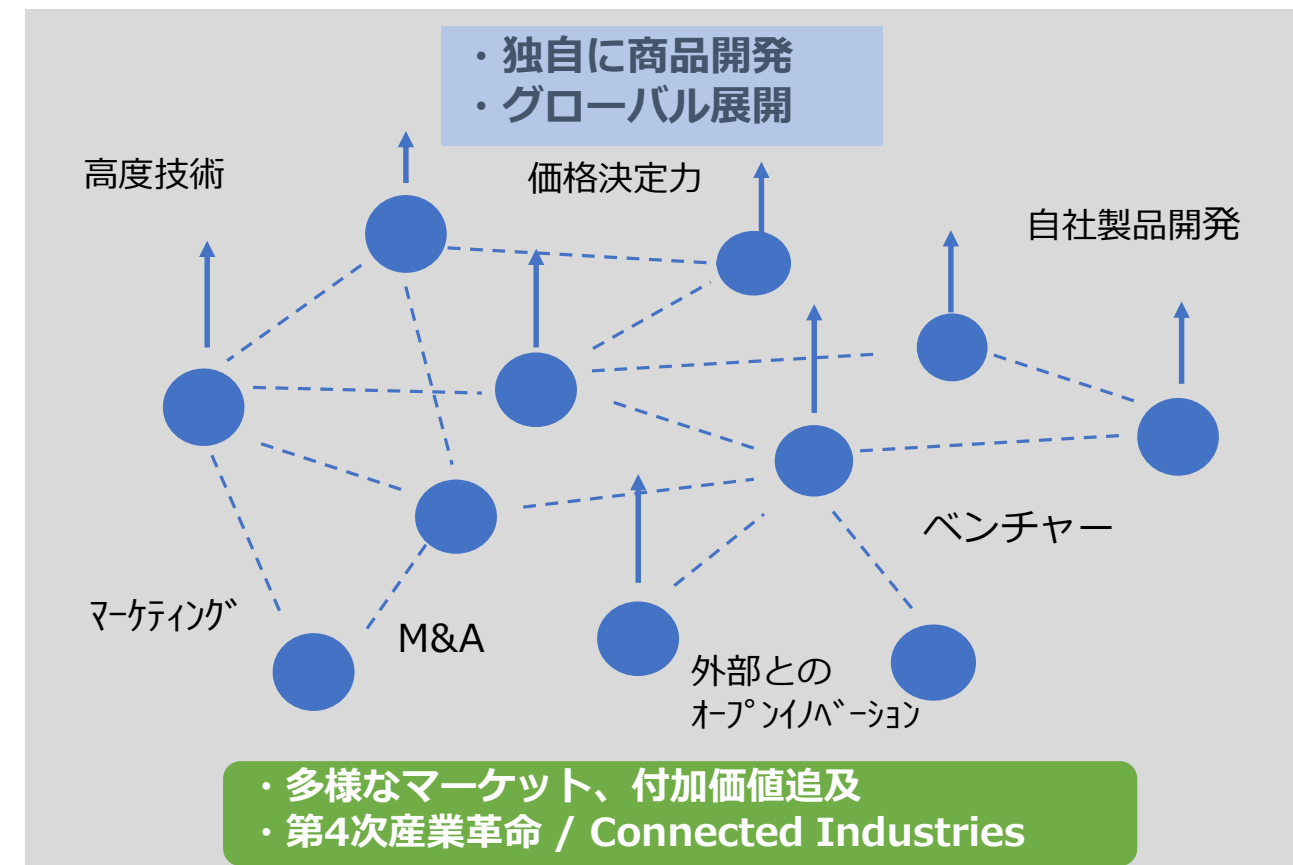 ・独自に商品開発
・グローバル展開
高度技術
価格決定力
自社製品開発
ベンチャー
ﾏｰｹﾃｨﾝｸﾞ
M&A
外部との
ｵｰﾌﾟﾝｲﾉﾍﾞｰｼｮﾝ
・多様なマーケット、付加価値追及
・第4次産業革命 / Connected Industries